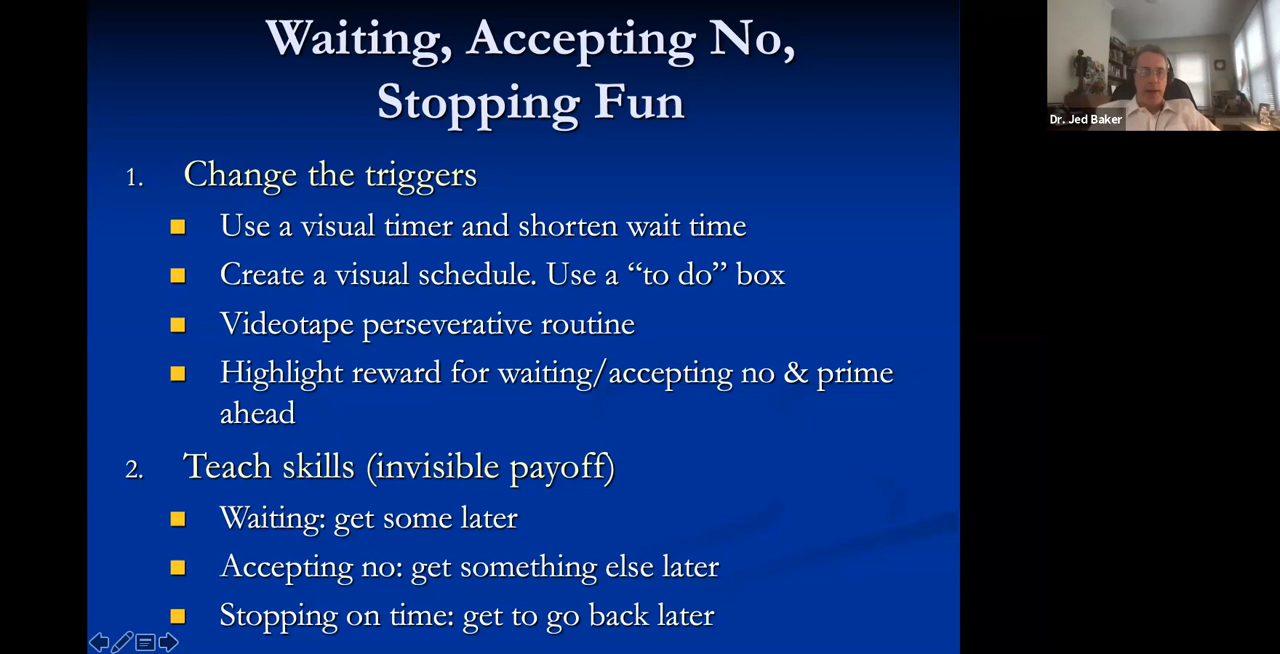 Waiting, Accepting No,
Stopping Fun
1. Change the triggers
Use a visual timer and shorten wait time
Create a visual schedule. Use a “to do” box
Videotape perseverative routine
Highlight reward for waiting/accepting no & prime
ahead
2. Teach skills (invisible payoff)
Waiting: get some later
Accepting no: get something else later
Stopping on time: get to go back later
Dr. Jed Baker